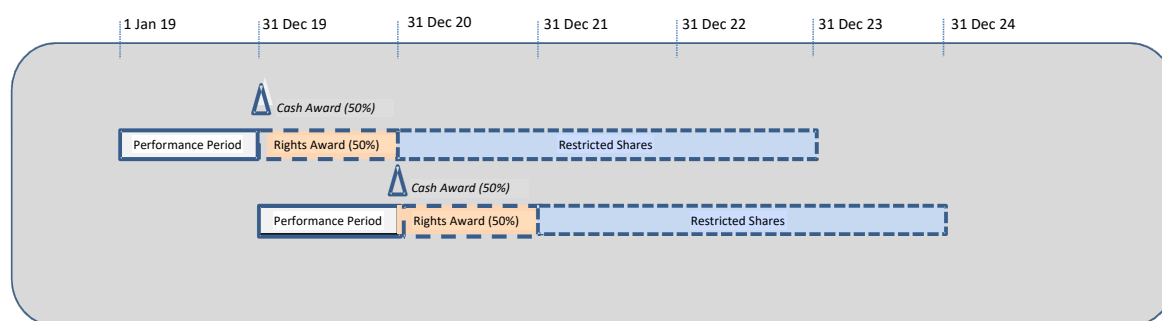 1 Jan 19 31 Dec 19 31 Dec 20 31 Dec 21 31 Dec 22 31 Dec 23 31 Dec 24
Cash Award (50%)
Performance Period Rights Award (50%) Restricted Shares
Cash Award (50%)
Performance Period Rights Award (50%) Restricted Shares